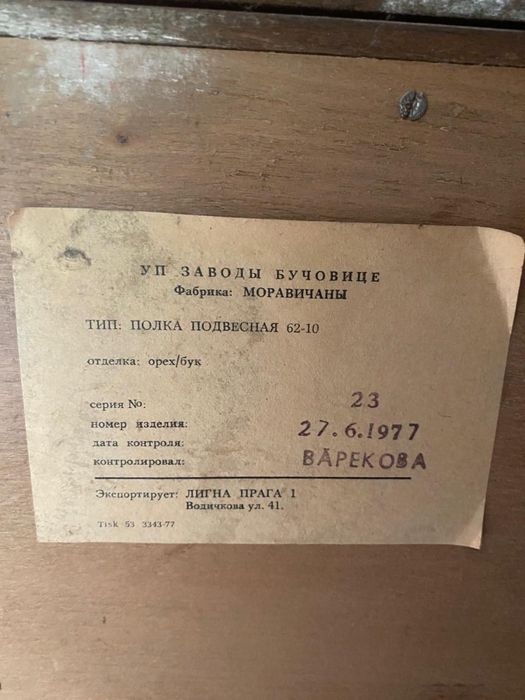 УП ЗАВОДЫ БУЧОВИЦЕ
Фабрика: МОРАВИЧАНЫ
ТИП: ПОЛКА ПОДВЕСНАЯ 62-10
отделка: орех/бук
серия No: 23
номер изделия:
дата контроля: 27.6.1977
контролировал: ВАРЕКОВА
Экспортирует: ЛИГНА ПРАГА 1
Водичкова ул. 41.
Tisk 53 3343-77